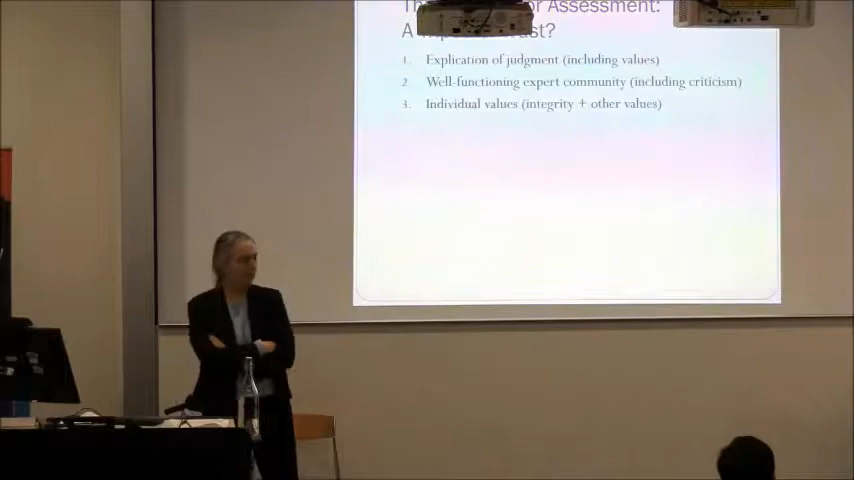 or Assessment:
1. Explication of judgment (including values)
2. Well-functioning expert community (including criticism)
3. Individual values (integrity + other values)